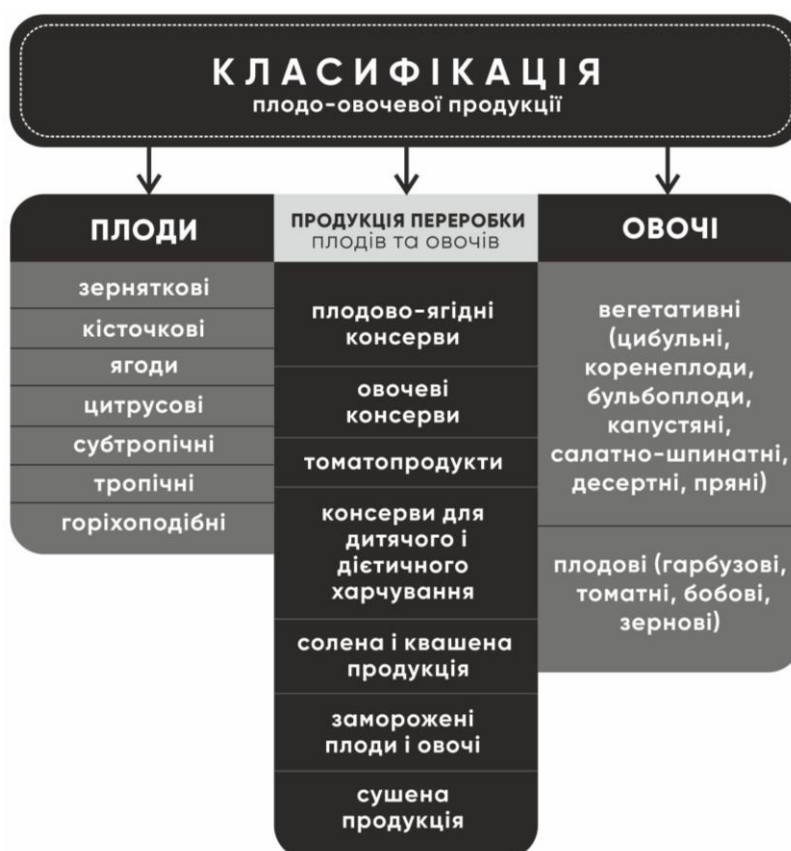 КЛАСИФІКАЦІЯ
плодо-овочевої продукції
ПЛОДИ
зерняткові
кісточкові
ягоди
цитрусові
субтропічні
тропічні
горіхоподібні
ПРОДУКЦІЯ ПЕРЕРОБКИ
плодів та овочів
плодово-ягідні
консерви
овочеві
консерви
томатопродукти
консерви для
дитячого і
дієтичного
харчування
солена і квашена
продукція
заморожені
плоди і овочі
сушена
продукція
ОВОЧІ
вегетативні
(цибульні,
коренеплоди,
бульбоплоди,
капустяні,
салатно-шпинатні,
десертні, пряні)
плодові (гарбузові,
томатні, бобові,
зернові)